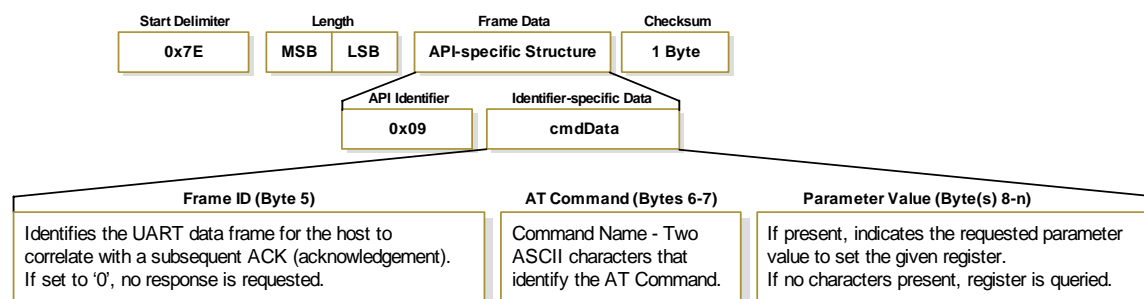 Start Delimiter
Length
Frame Data
Checksum
0x7E
MSB
LSB
API-specific Structure
1 Byte
API Identifier
Identifier-specific Data
0x09
cmdData
Frame ID (Byte 5)
Identifies the UART data frame for the host to
correlate with a subsequent ACK (acknowledgement).
If set to ‘0’, no response is requested.
AT Command (Bytes 6-7)
Command Name - Two
ASCII characters that
identify the AT Command.
Parameter Value (Byte(s) 8-n)
If present, indicates the requested parameter
value to set the given register.
If no characters present, register is queried.